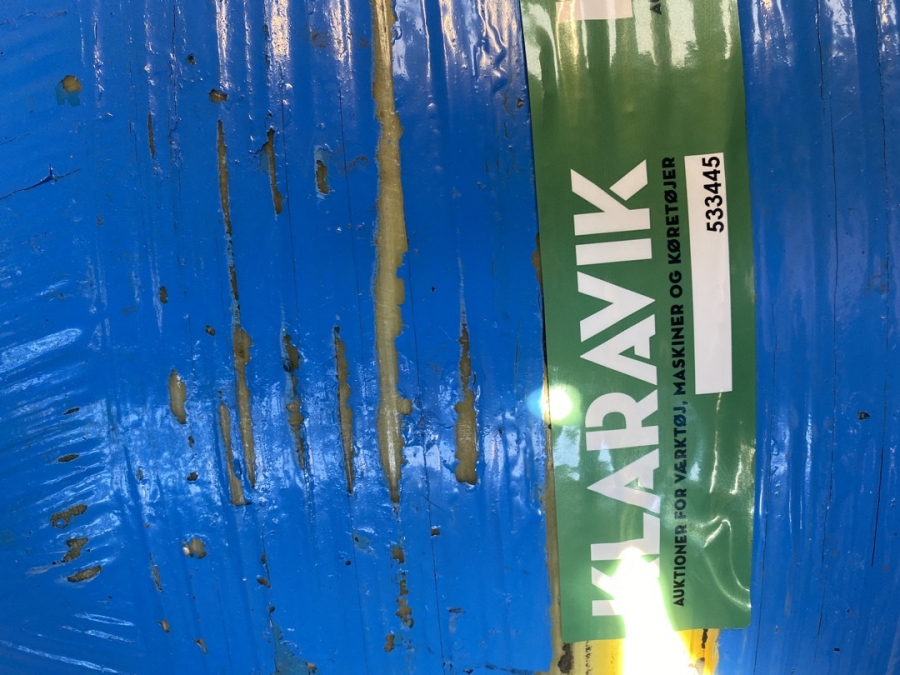 KLARAVIK
AUKTIONER FOR VÆRKTØJ, MASKINER OG KØRETØJER
533445